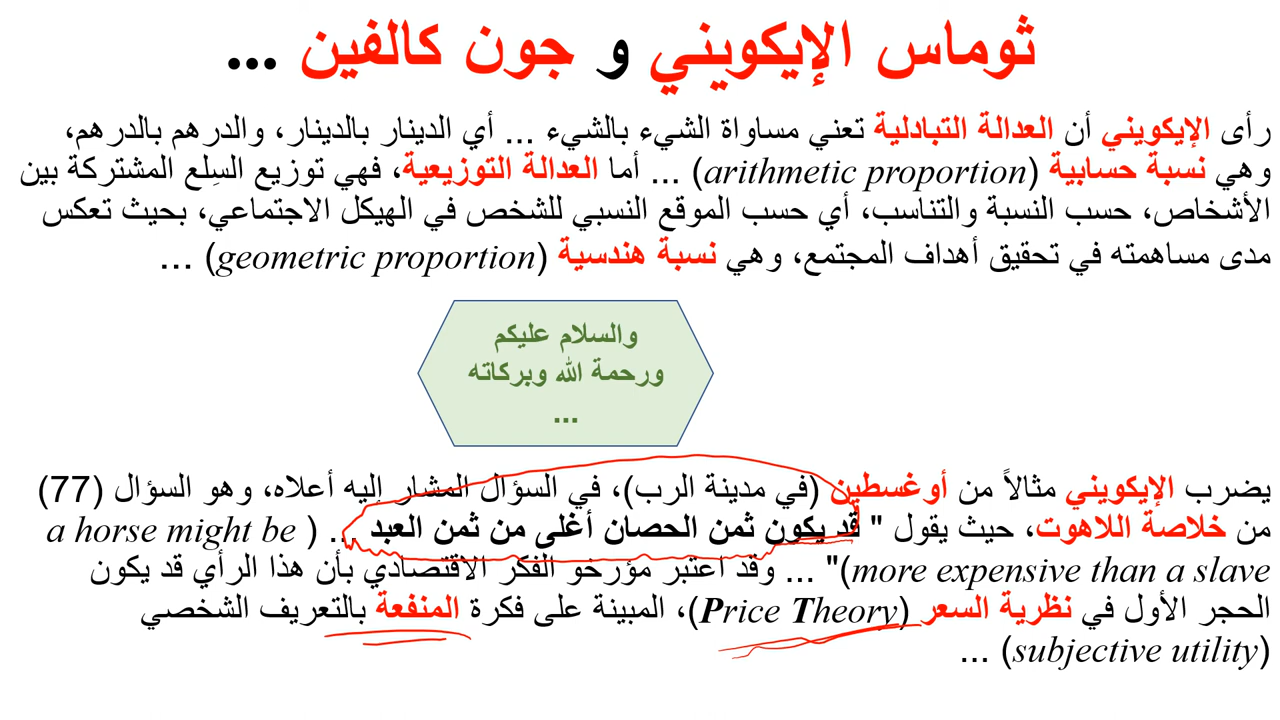 ثوماس الإيكويني و جون كالفين ...
رأى الإيكويني أن العدالة التبادلية تعني مساواة الشيء بالشيء ... أي الدينار بالدينار، والدرهم بالدرهم،
وهي نسبة حسابية (arithmetic proportion) ... أما العدالة التوزيعية، فهي توزيع السِلع المشتركة بين
الأشخاص، حسب النسبة والتناسب، أي حسب الموقع النسبي للشخص في الهيكل الاجتماعي، بحيث تعكس
مدى مساهمته في تحقيق أهداف المجتمع، وهي نسبة هندسية (geometric proportion) ...
والسلام عليكم
ورحمة الله وبركاته
...
يضرب الإيكويني مثالاً من أوغسطين (في مدينة الرب)، في السؤال المشار إليه أعلاه، وهو السؤال (77)
من خلاصة اللاهوت، حيث يقول " قد يكون ثمن الحصان أغلى من ثمن العبد ... (a horse might be
more expensive than a slave)" ... وقد اعتبر مؤرخو الفكر الاقتصادي بأن هذا الرأي قد يكون
الحجر الأول في نظرية السعر (Price Theory)، المبينة على فكرة المنفعة بالتعريف الشخصي
(subjective utility) ...